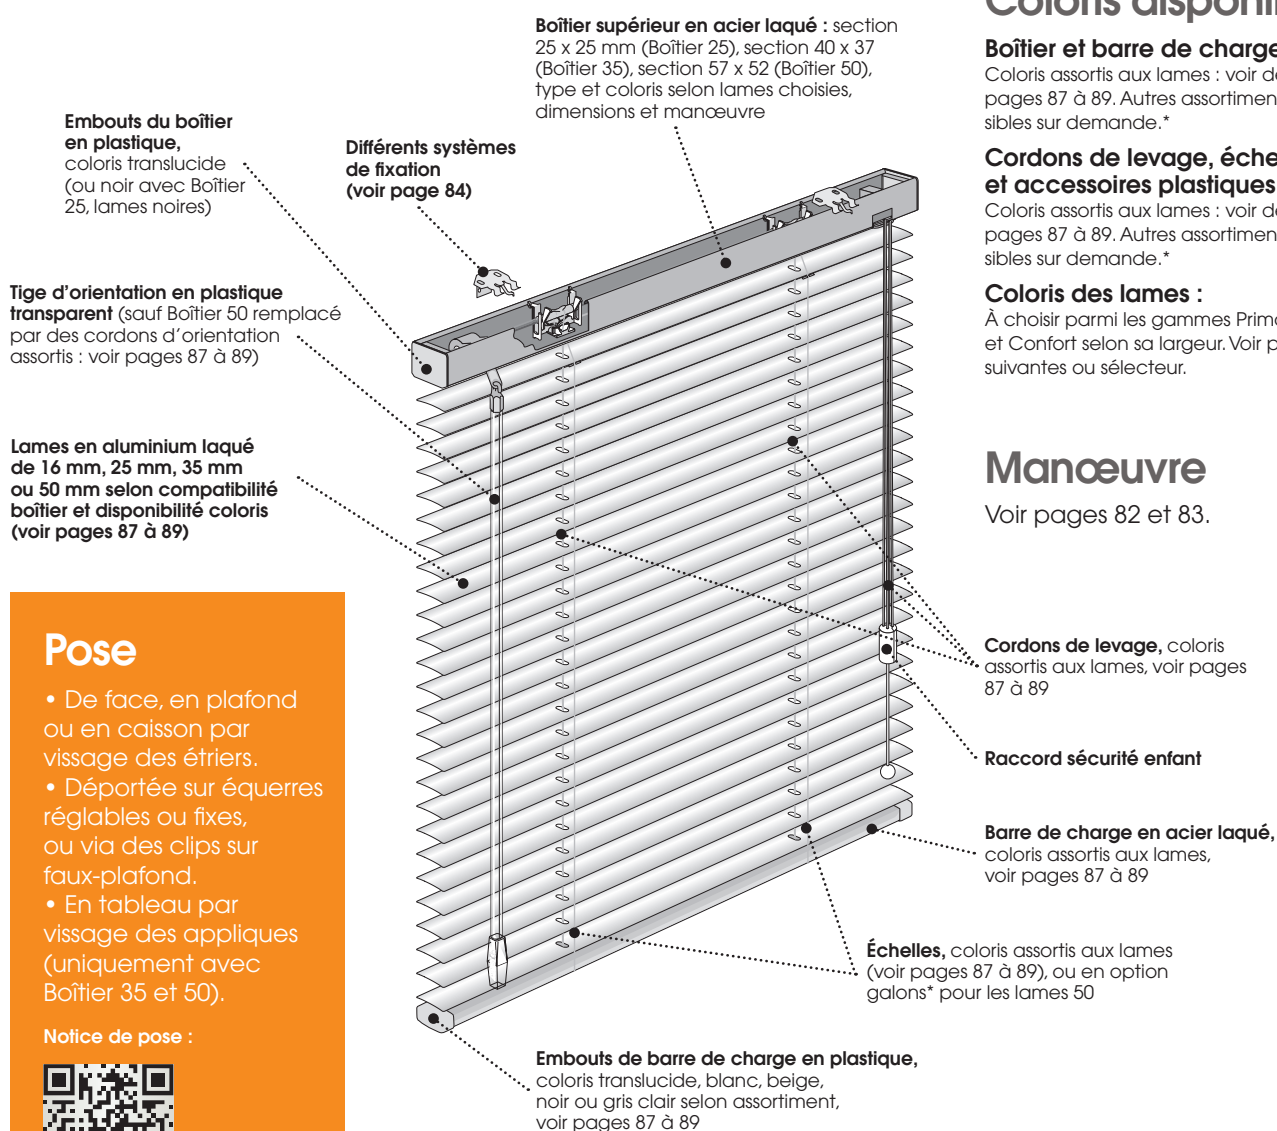 Boîtier supérieur en acier laqué : section
25 x 25 mm (Boîtier 25), section 40 x 37
(Boîtier 35), section 57 x 52 (Boîtier 50),
type et coloris selon lames choisies,
dimensions et manœuvre
Embouts du boîtier
en plastique,
coloris translucide
(ou noir avec Boîtier
25, lames noires)
Différents systèmes
de fixation
(voir page 84)
Tige d'orientation en plastique
transparent (sauf Boîtier 50 remplacé
par des cordons d'orientation
assortis : voir pages 87 à 89)
Lames en aluminium laqué
de 16 mm, 25 mm, 35 mm
ou 50 mm selon compatibilité
boîtier et disponibilité coloris
(voir pages 87 à 89)
Pose
• De face, en plafond
ou en caisson par
vissage des étriers.
• Déportée sur équerres
réglables ou fixes,
ou via des clips sur
faux-plafond.
• En tableau par
vissage des appliques
(uniquement avec
Boîtier 35 et 50).
Notice de pose :
Coloris
Boîtier et barre de charge
Coloris assortis aux lames : voir
pages 87 à 89. Autres
sibles sur demande.*
Cordons de levage,
et accessoires plastiques
Coloris assortis aux lames : voir
pages 87 à 89. Autres
sibles sur demande.*
Coloris des lames :
À choisir parmi les gammes
et Confort selon sa largeur. Voir
suivantes ou sélecteur.
Manœuvre
Voir pages 82 et 83.
Cordons de levage, coloris
assortis aux lames, voir pages
87 à 89
Raccord sécurité enfant
Barre de charge en acier laqué,
coloris assortis aux lames,
voir pages 87 à 89
Échelles, coloris assortis aux lames
(voir pages 87 à 89), ou en option
galons* pour les lames 50
Embouts de barre de charge en plastique,
coloris translucide, blanc, beige,
noir ou gris clair selon assortiment,
voir pages 87 à 89